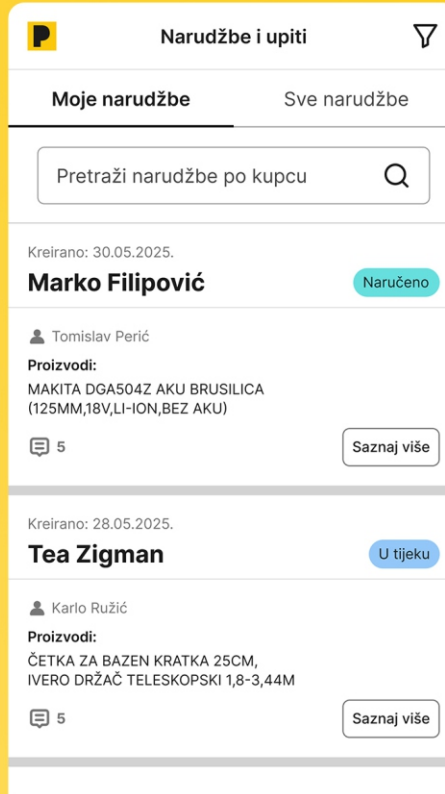 P
Narudžbe i upiti
Moje narudžbe
Sve narudžbe
Pretraži narudžbe po kupcu
Kreirano: 30.05.2025.
Marko Filipović
Naručeno
Tomislav Perić
Proizvodi:
MAKITA DGA504Z AKU BRUSILICA
(125MM,18V,LI-ION,BEZ AKU)
5
Saznaj više
Kreirano: 28.05.2025.
Tea Zigman
U tijeku
Karlo Ružić
Proizvodi:
ČETKA ZA BAZEN KRATKA 25CM,
IVERO DRŽAČ TELESKOPSKI 1,8-3,44M
5
Saznaj više